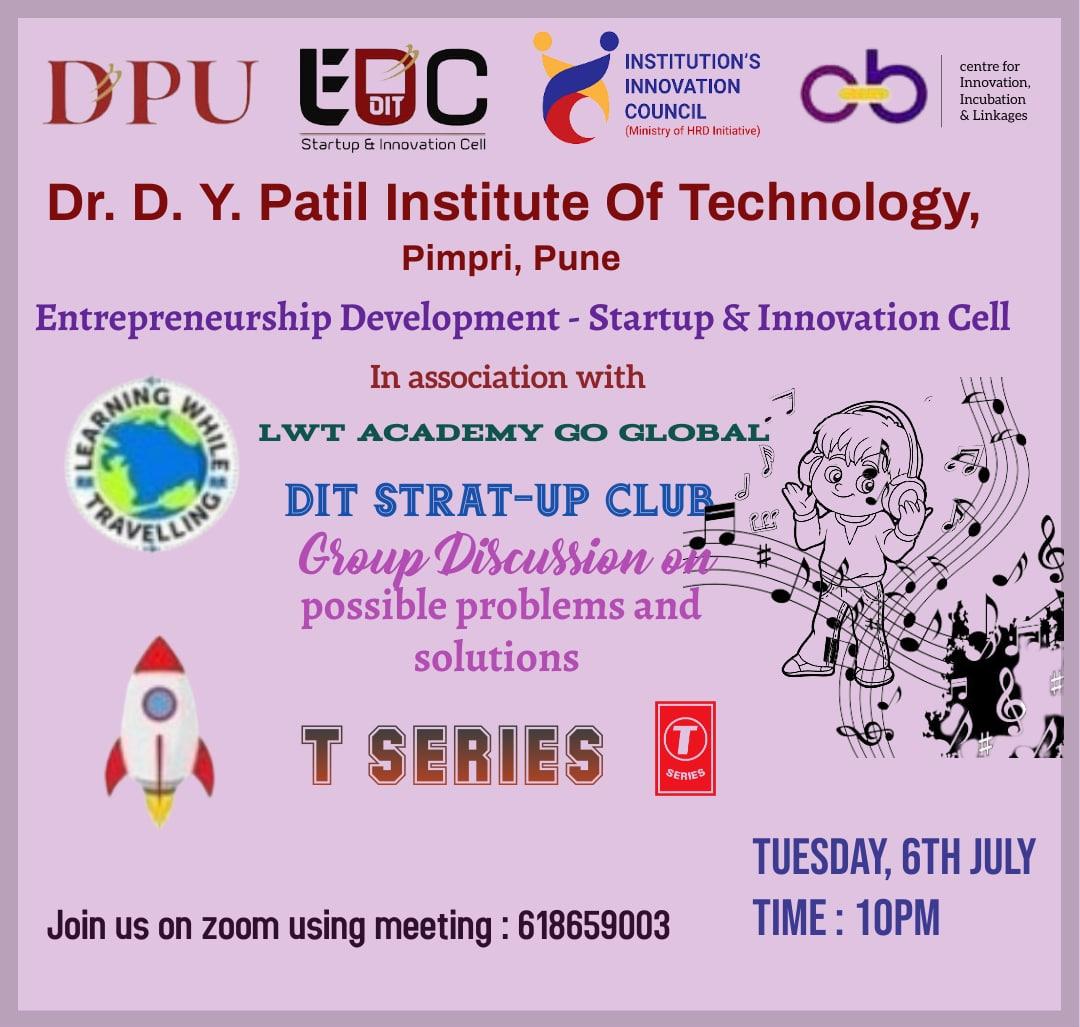 DPU
EDC
DIT
Startup & Innovation Cell
INSTITUTION'S
INNOVATION
COUNCIL
(Ministry of HRD Initiative)
centre for
Innovation,
Incubation
& Linkages
Dr. D. Y. Patil Institute Of Technology,
Pimpri, Pune
Entrepreneurship Development - Startup & Innovation Cell
In association with
LEARNING WHILE
TRAVELLING
LWT ACADEMY GO GLOBAL
DIT STRAT-UP CLUB
Group Discussion on
possible problems and
solutions
T SERIES
T
SERIES
TUESDAY, 6TH JULY
TIME : 10PM
Join us on zoom using meeting : 618659003